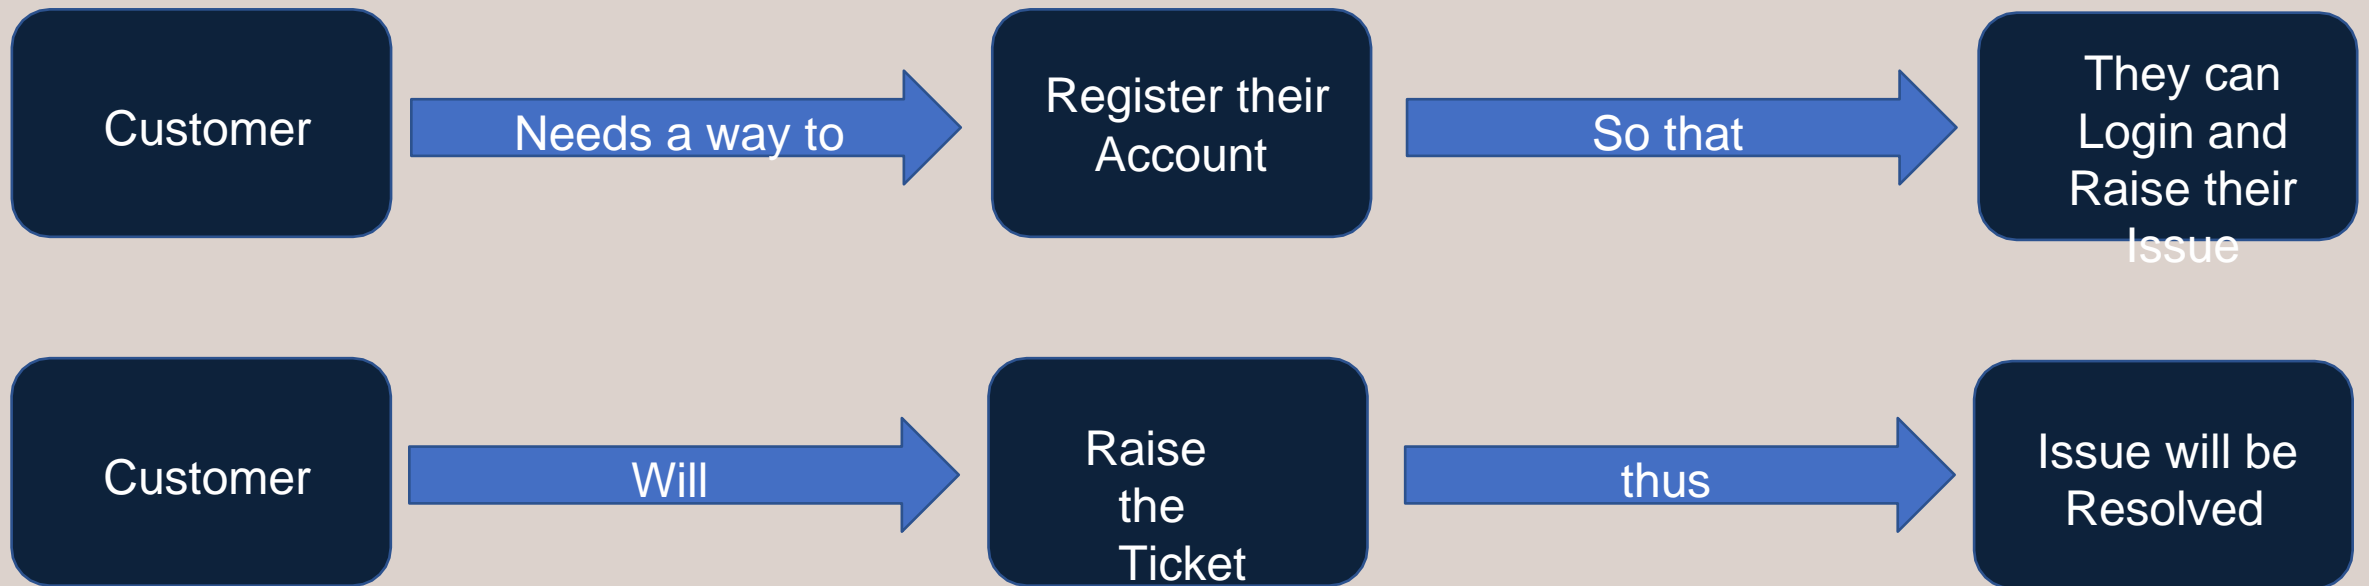 Customer
Needs a way to
Register their
Account
So that
They can
Login and
Raise their
Issue
Customer
Will
Raise
the
Ticket
thus
Issue will be
Resolved